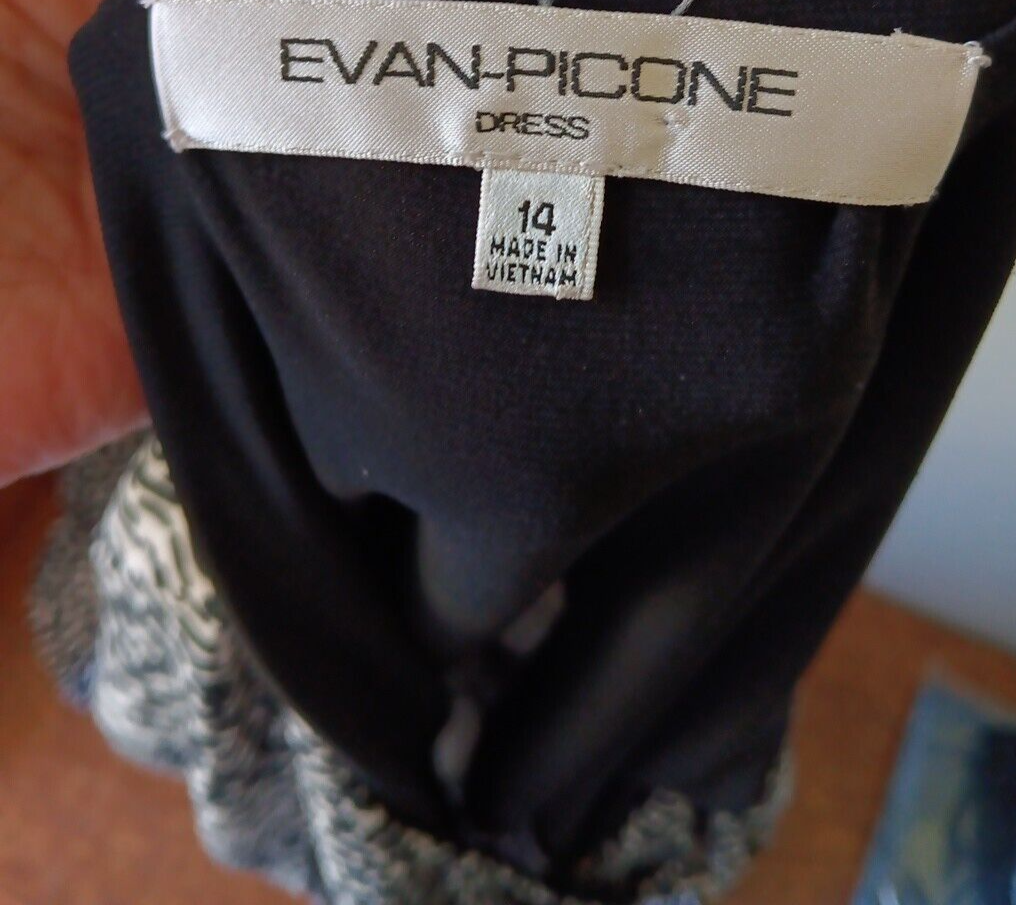 EVAN-PICONE
DRESS
14
MADE IN
VIETNAM